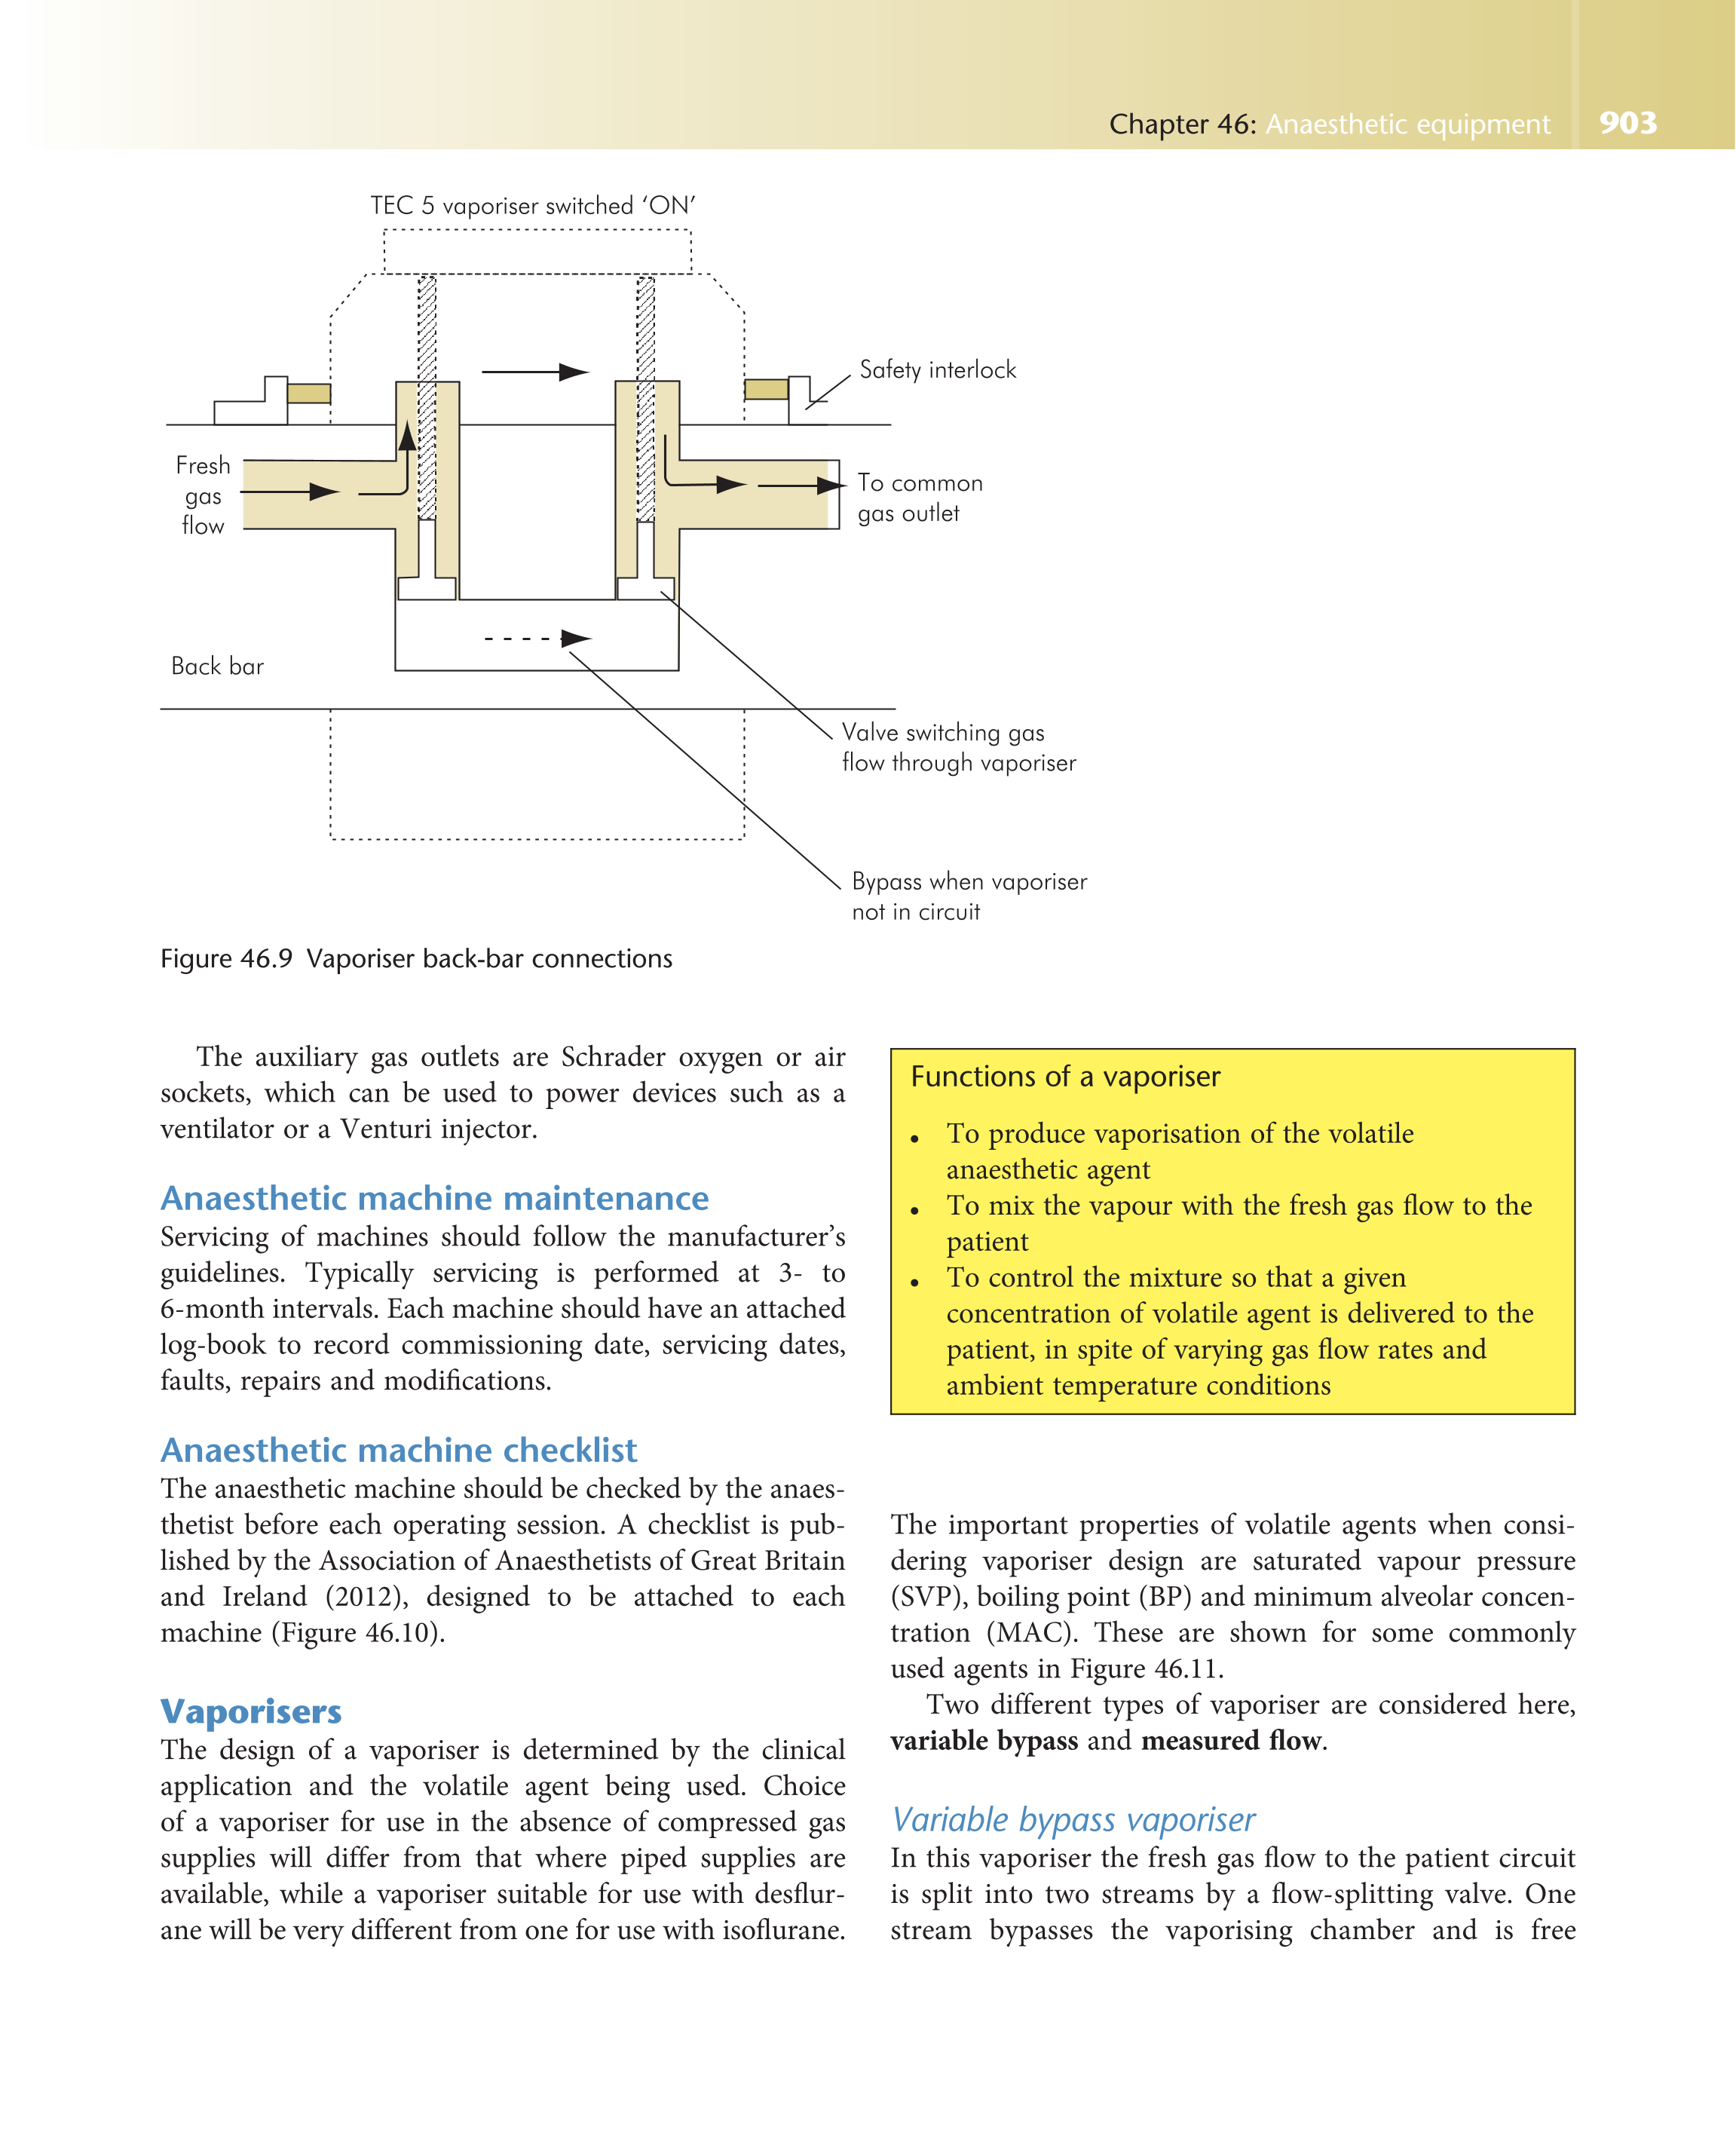 Chapter 46: Anaesthetic equipment 903
TEC 5 vaporiser switched ‘ON’
Safety interlock
Fresh
gas
flow
To common
gas outlet
Back bar
Valve switching gas
flow through vaporiser
Bypass when vaporiser
not in circuit
Figure 46.9 Vaporiser back-bar connections
The auxiliary gas outlets are Schrader oxygen or air
sockets, which can be used to power devices such as a
ventilator or a Venturi injector.
Anaesthetic machine maintenance
Servicing of machines should follow the manufacturer’s
guidelines. Typically servicing is performed at 3- to
6-month intervals. Each machine should have an attached
log-book to record commissioning date, servicing dates,
faults, repairs and modifications.
Anaesthetic machine checklist
The anaesthetic machine should be checked by the anaes-
thetist before each operating session. A checklist is pub-
lished by the Association of Anaesthetists of Great Britain
and Ireland (2012), designed to be attached to each
machine (Figure 46.10).
Vaporisers
The design of a vaporiser is determined by the clinical
application and the volatile agent being used. Choice
of a vaporiser for use in the absence of compressed gas
supplies will differ from that where piped supplies are
available, while a vaporiser suitable for use with desflur-
ane will be very different from one for use with isoflurane.
Functions of a vaporiser
• To produce vaporisation of the volatile
anaesthetic agent
• To mix the vapour with the fresh gas flow to the
patient
• To control the mixture so that a given
concentration of volatile agent is delivered to the
patient, in spite of varying gas flow rates and
ambient temperature conditions
The important properties of volatile agents when consi-
dering vaporiser design are saturated vapour pressure
(SVP), boiling point (BP) and minimum alveolar concen-
tration (MAC). These are shown for some commonly
used agents in Figure 46.11.
Two different types of vaporiser are considered here,
variable bypass and measured flow.
Variable bypass vaporiser
In this vaporiser the fresh gas flow to the patient circuit
is split into two streams by a flow-splitting valve. One
stream bypasses the vaporising chamber and is free